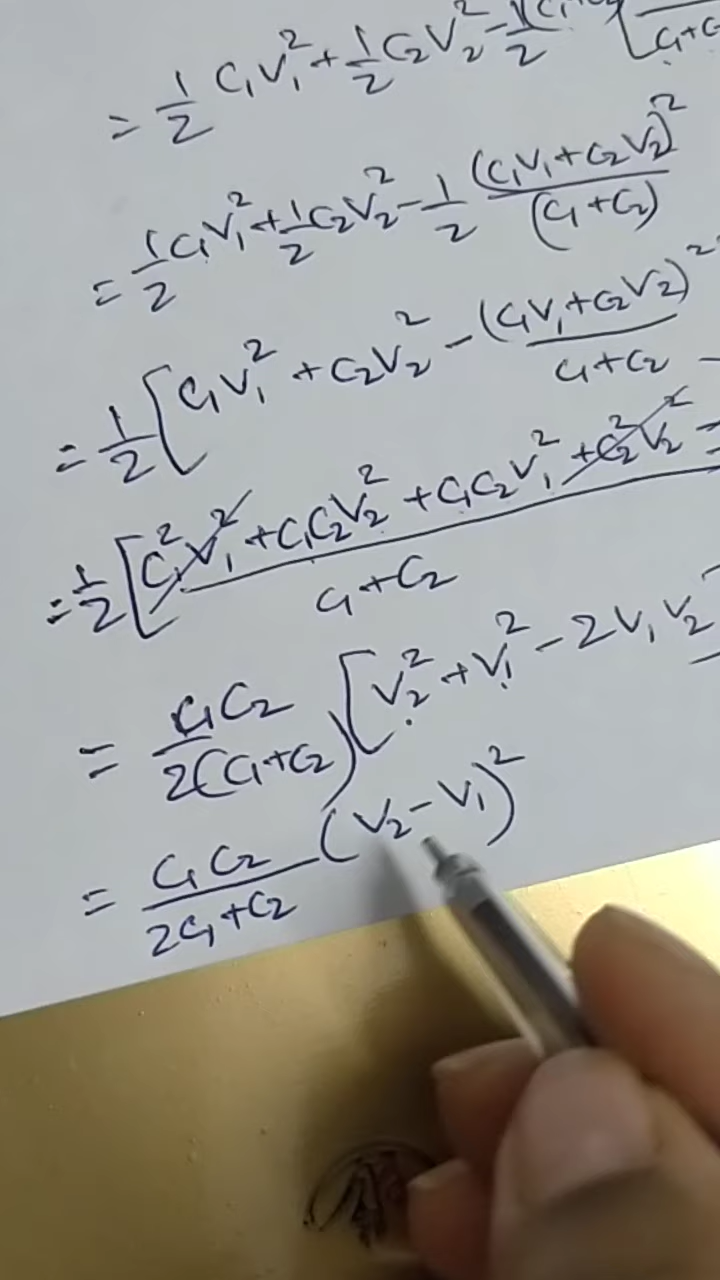 = 1/2 C₁V₁² + 1/2 C₂V₂² - 1/2
= 1/2 C₁V₁² + 1/2 C₂V₂² - 1/2 (C₁V₁ + C₂V₂)²/(C₁ + C₂)
= 1/2 [C₁V₁² + C₂V₂² - (C₁V₁ + C₂V₂)²/C₁ + C₂
= 1/2 [C₁²V₁² + C₁C₂V₂² + C₁C₂V₁² + C₂²V₂² / C₁ + C₂
= C₁C₂/2(C₁+C₂) [V₂² + V₁² - 2V₁V₂
= C₁C₂/2C₁+C₂ (V₂ - V₁)²